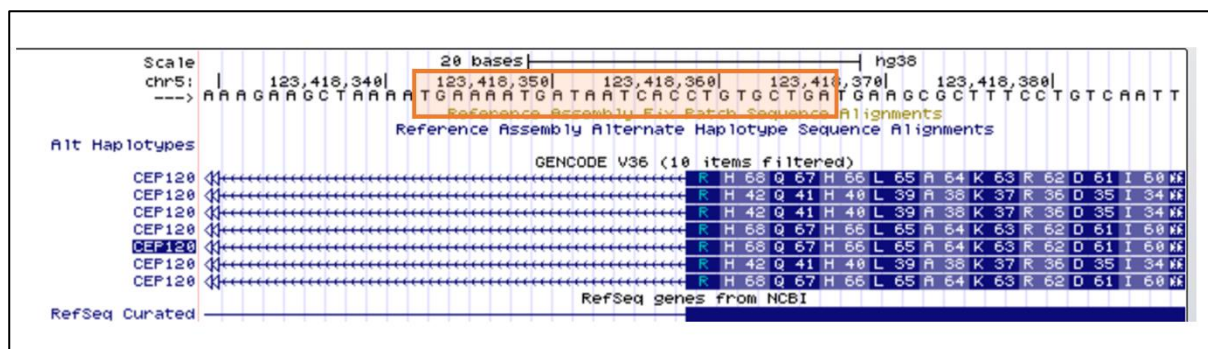 Scale 20 bases hg38
chr5: 123,418,340| 123,418,350| 123,418,360| 123,418,370| 123,418,380|
---> A A A G A A G C T A A A A T G A A A A T G A T A A T C A C C T G T G C T G A T G A A G C G C T T T C C T G T C A A T T
Reference Assembly Fix Patch Sequence Alignments
Reference Assembly Alternate Haplotype Sequence Alignments
Alt Haplotypes
GENCODE V36 (10 items filtered)
CEP120 R H 68 Q 67 H 66 L 65 A 64 K 63 R 62 D 61 I 60
CEP120 R H 42 Q 41 H 40 L 39 A 38 K 37 R 36 D 35 I 34
CEP120 R H 42 Q 41 H 40 L 39 A 38 K 37 R 36 D 35 I 34
CEP120 R H 68 Q 67 H 66 L 65 A 64 K 63 R 62 D 61 I 60
CEP120 R H 68 Q 67 H 66 L 65 A 64 K 63 R 62 D 61 I 60
CEP120 R H 42 Q 41 H 40 L 39 A 38 K 37 R 36 D 35 I 34
CEP120 R H 68 Q 67 H 66 L 65 A 64 K 63 R 62 D 61 I 60
RefSeq genes from NCBI
RefSeq Curated